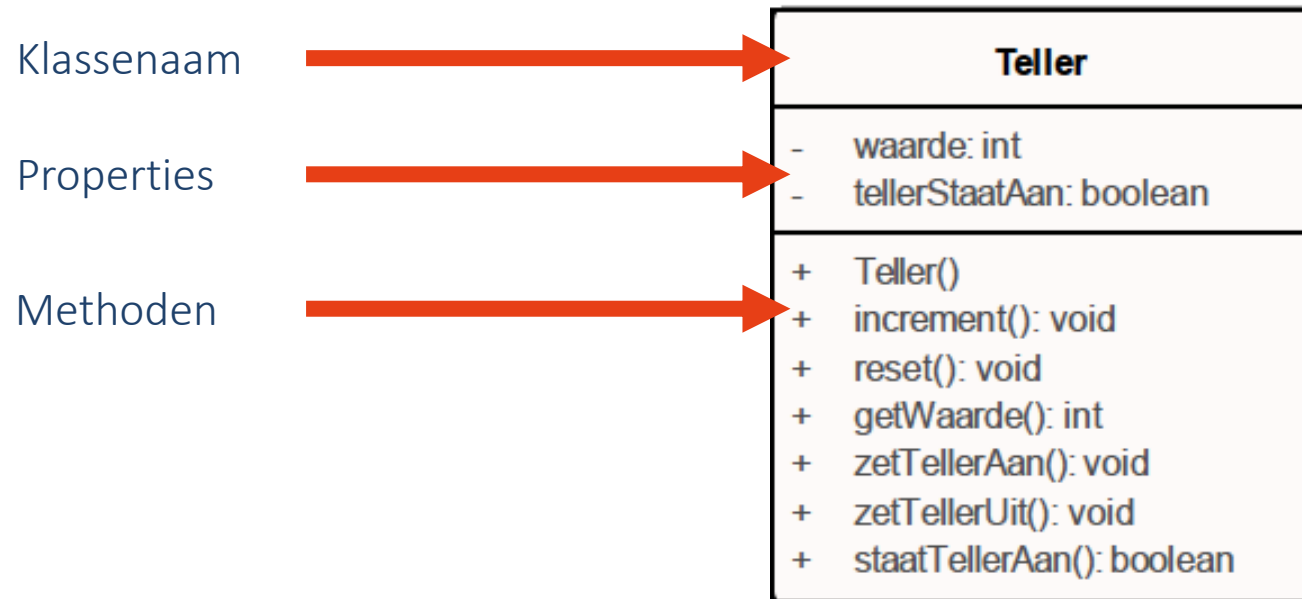 Klassenaam
Properties
Methoden
Teller
- waarde: int
- tellerStaatAan: boolean
+ Teller()
+ increment(): void
+ reset(): void
+ getWaarde(): int
+ zetTellerAan(): void
+ zetTellerUit(): void
+ staatTellerAan(): boolean